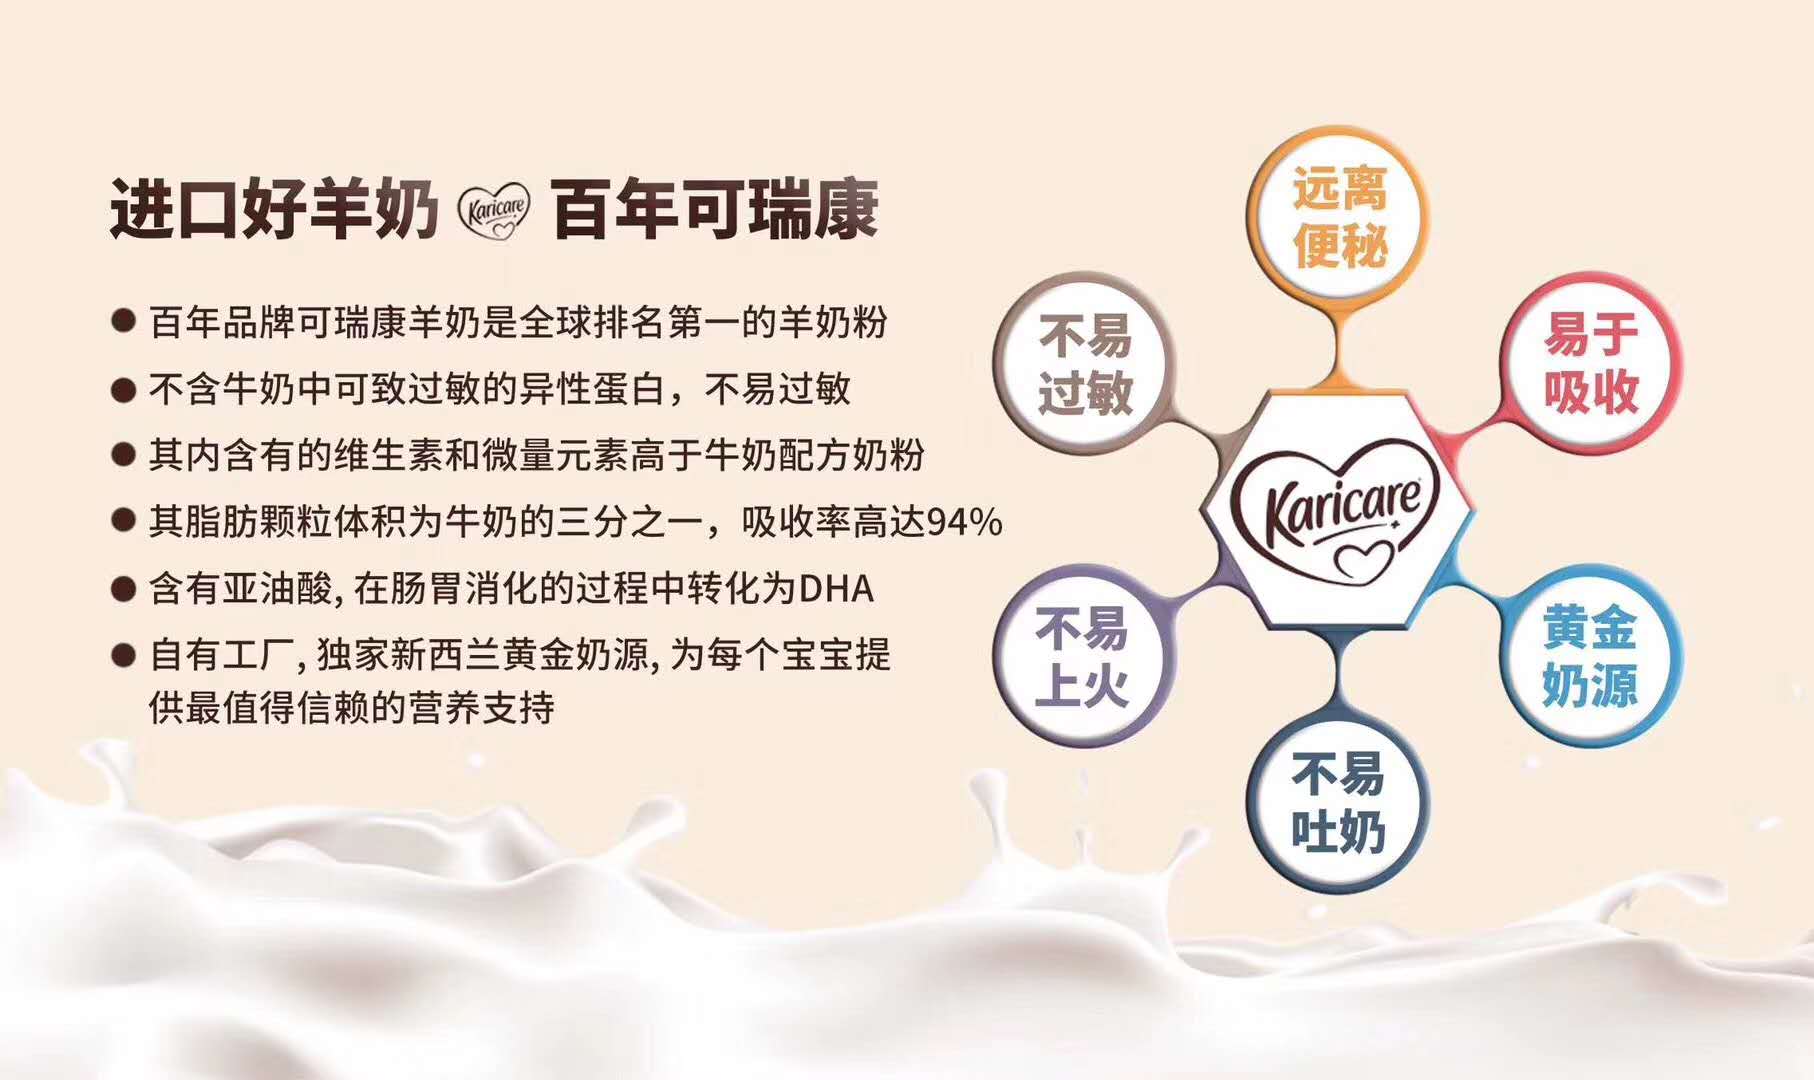 进口好羊奶 Karicare 百年可瑞康
● 百年品牌可瑞康羊奶是全球排名第一的羊奶粉
● 不含牛奶中可致过敏的异性蛋白，不易过敏
● 其内含有的维生素和微量元素高于牛奶配方奶粉
● 其脂肪颗粒体积为牛奶的三分之一，吸收率高达94%
● 含有亚油酸, 在肠胃消化的过程中转化为DHA
● 自有工厂, 独家新西兰黄金奶源, 为每个宝宝提
供最值得信赖的营养支持
远离
便秘
不易
过敏
易于
吸收
Karicare
不易
上火
黄金
奶源
不易
吐奶